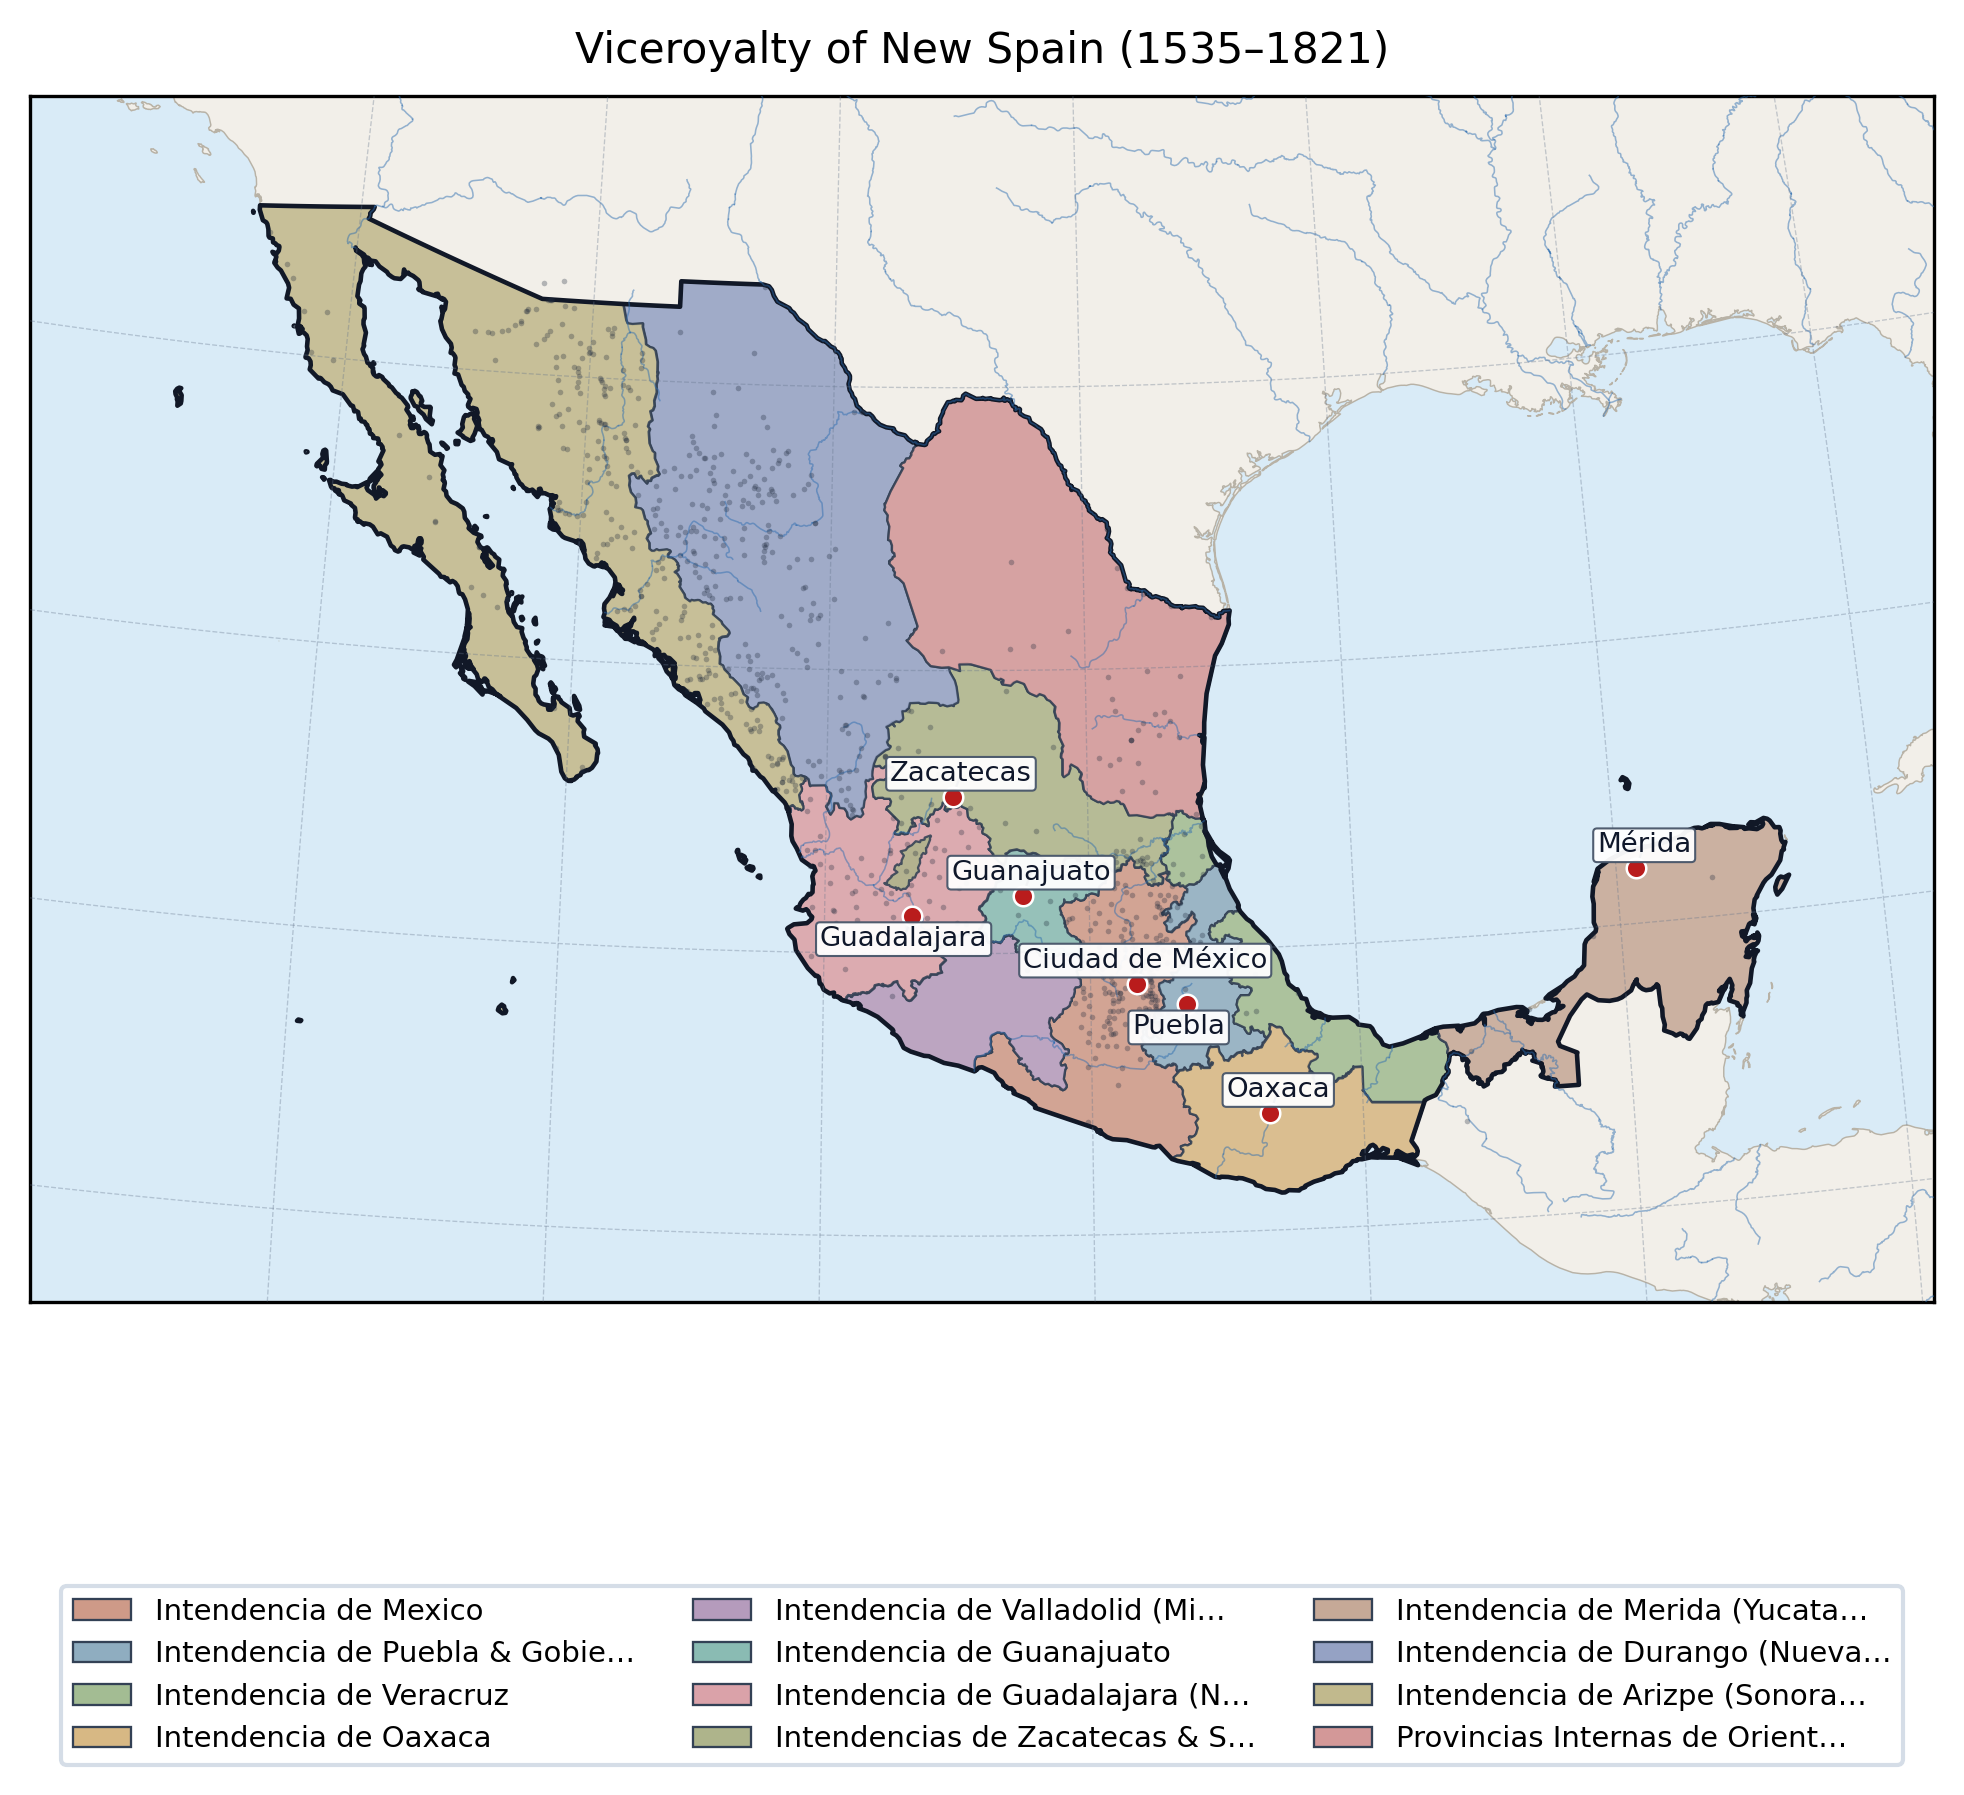 Viceroyalty of New Spain (1535–1821)
Zacatecas
Mérida
Guanajuato
Guadalajara
Ciudad de México
Puebla
Oaxaca
Intendencia de Mexico
Intendencia de Puebla & Gobie...
Intendencia de Veracruz
Intendencia de Oaxaca
Intendencia de Valladolid (Mi...
Intendencia de Guanajuato
Intendencia de Guadalajara (N...
Intendencias de Zacatecas & S...
Intendencia de Merida (Yucata...
Intendencia de Durango (Nueva...
Intendencia de Arizpe (Sonora...
Provincias Internas de Orient...